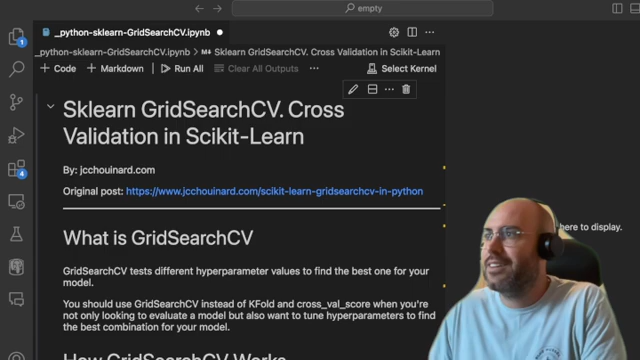 empty
_python-sklearn-GridSearchCV.ipynb
_python-sklearn-GridSearchCV.ipynb > M↓ Sklearn GridSearchCV. Cross Validation in Scikit-Learn
+ Code + Markdown Run All Clear All Outputs ... Select Kernel
Sklearn GridSearchCV. Cross
Validation in Scikit-Learn
By: jcchouinard.com
Original post: https://www.jcchouinard.com/scikit-learn-gridsearchcv-in-python
What is GridSearchCV
here to display.
GridSearchCV tests different hyperparameter values to find the best one for your
model.
You should use GridSearchCV instead of KFold and cross_val_score when you're
not only looking to evaluate a model but also want to tune hyperparameters to find
the best combination for your model.
How GridSearchCV Works
1
4